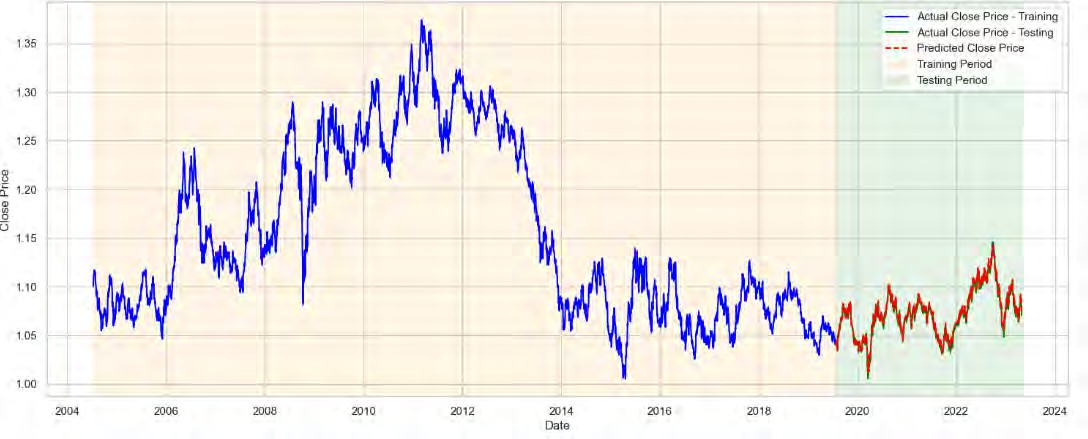 Actual Close Price - Training
Actual Close Price - Testing
Predicted Close Price
Training Period
Testing Period
Close Price
1.35
1.30
1.25
1.20
1.15
1.10
1.05
1.00
2004 2006 2008 2010 2012 2014 2016 2018 2020 2022 2024
Date